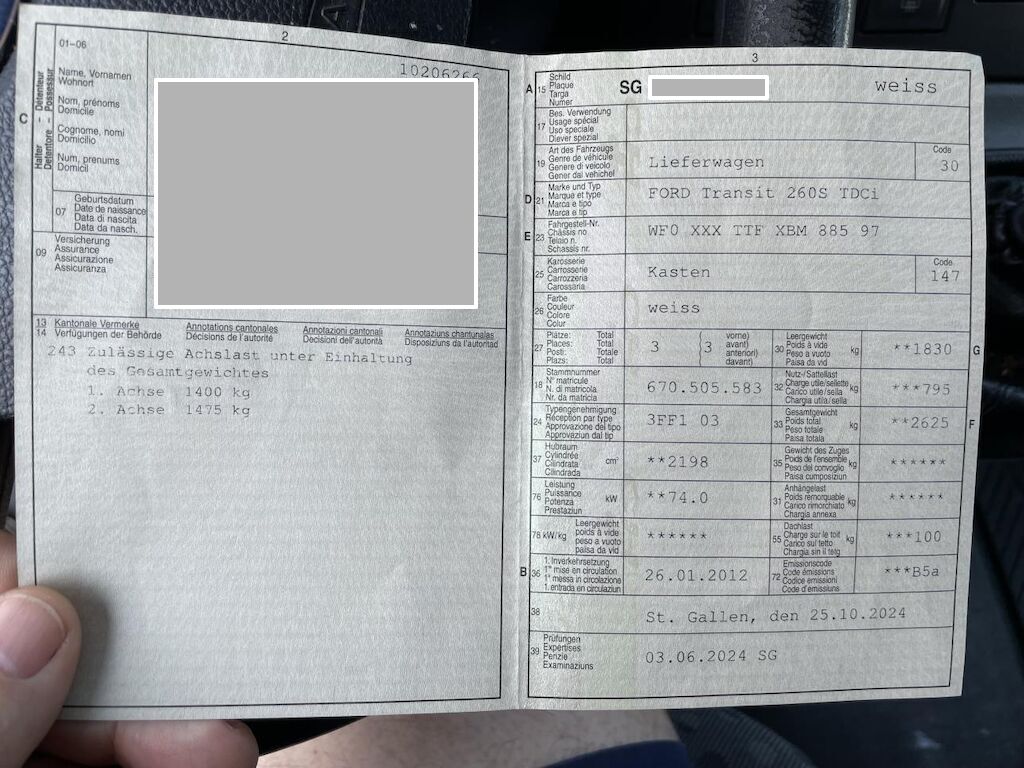 2
01–06
Name, Vornamen
Wohnort
Nom, prénoms
Domicile
Cognome, nomi
Domicilio
Num, prenums
Domicil
C
Halter – Détenteur
Detentore – Possessur
10206266
07
Geburtsdatum
Date de naissance
Data di nascita
Data da nasch.
09
Versicherung
Assurance
Assicurazione
Assicuranza
13 Kantonale Vermerke Annotations cantonales Annotazioni cantonali Annotaziuns chantunalas
14 Verfügungen der Behörde Décisions de l'autorité Decisioni dell'autorità Disposiziuns da l'autoritad
243 Zulässige Achslast unter Einhaltung
des Gesamtgewichtes
1. Achse 1400 kg
2. Achse 1475 kg
3
A 15
Schild
Plaque
Targa
Numer
SG weiss
17
Bes. Verwendung
Usage spécial
Uso speciale
Diever spezial
19
Art des Fahrzeugs
Genre de véhicule
Genere di veicolo
Gener dal vehichel
Lieferwagen
Code
30
D 21
Marke und Typ
Marque et type
Marca e tipo
Marca e tip
FORD Transit 260S TDCi
E 23
Fahrgestell-Nr.
Châssis no
Telaio n.
Schassis nr.
WF0 XXX TTF XBM 885 97
25
Karosserie
Carrosserie
Carrozzeria
Carossaria
Kasten
Code
147
26
Farbe
Couleur
Colore
Colur
weiss
27
Plätze: Total
Places: Total
Posti: Totale
Plazs: Total
3 (3
vorne)
avant)
anteriori)
davant)
30
Leergewicht
Poids à vide
Peso a vuoto
Paisa da vid
kg
**1830
G
18
Stammnummer
N° matricule
N. di matricola
Nr. da matricla
670.505.583
32
Nutz-/Sattellast
Charge utile/sellette
Carico utile/sella
Chargia utila/sella
kg
***795
24
Typengenehmigung
Réception par type
Approvazione del tipo
Approvaziun dal tip
3FF1 03
33
Gesamtgewicht
Poids total
Peso totale
Paisa totala
kg
**2625
F
37
Hubraum
Cylindrée
Cilindrata
Cilindrada
cm³
**2198
35
Gewicht des Zuges
Poids de l'ensemble
Peso del convoglio
Paisa cumposiziun
kg
******
76
Leistung
Puissance
Potenza
Prestaziun
kW
**74.0
31
Anhängelast
Poids remorquable
Carico rimorchiato
Chargia annexa
kg
******
78 kW/kg
Leergewicht
poids à vide
peso a vuoto
paisa da vid
******
55
Dachlast
Charge sur le toit
Carico sul tetto
Chargia sin il tetg
kg
***100
B 36
1. Inverkehrsetzung
1re mise en circulation
1a messa in circolazione
1. entrada en circulaziun
26.01.2012
72
Emissionscode
Code émissions
Codice emissioni
Code d'emissiuns
***B5a
38
St. Gallen, den 25.10.2024
39
Prüfungen
Expertises
Perizie
Examinaziuns
03.06.2024 SG